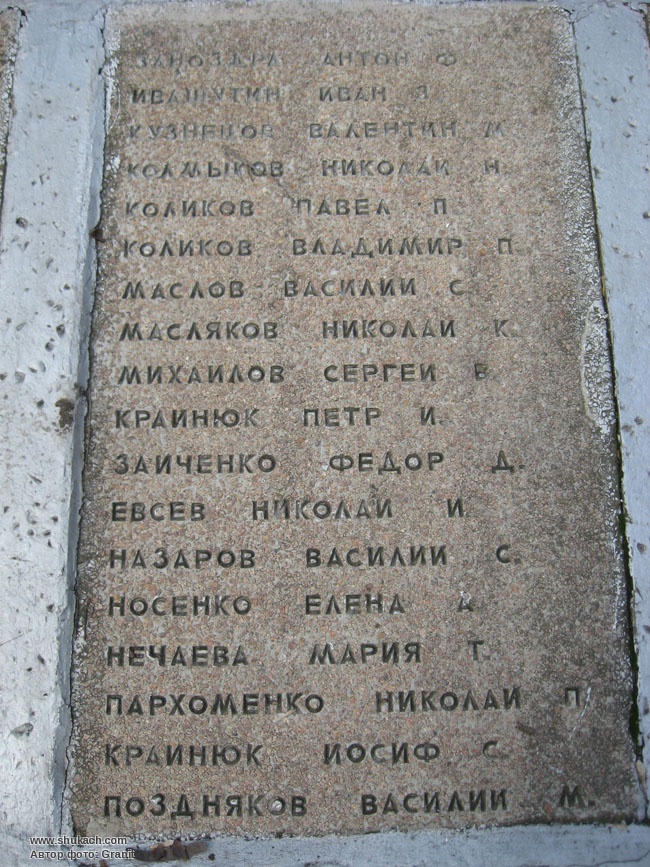 ЗАНОЗДРА АНТОН Ф
ИВАШУТИН ИВАН Я
КУЗНЕЦОВ ВАЛЕНТИН М
КОЛМЫКОВ НИКОЛАИ Н
КОЛИКОВ ПАВЕЛ П
КОЛИКОВ ВЛАДИМИР П.
МАСЛОВ ВАСИЛИИ С
МАСЛЯКОВ НИКОЛАИ К.
МИХАИЛОВ СЕРГЕИ В
КРАИНЮК ПЕТР И.
ЗАИЧЕНКО ФЕДОР Д.
ЕВСЕВ НИКОЛАИ И
НАЗАРОВ ВАСИЛИИ С.
НОСЕНКО ЕЛЕНА А
НЕЧАЕВА МАРИЯ Т.
ПАРХОМЕНКО НИКОЛАИ П.
КРАИНЮК ИОСИФ С.
ПОЗДНЯКОВ ВАСИЛИИ М.
www.shukach.com
Автор фото: Granit